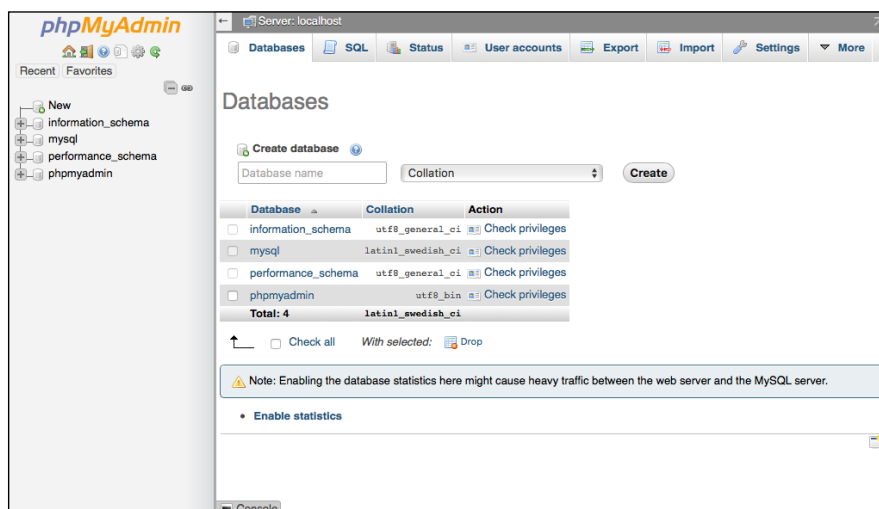 phpMyAdmin
Recent Favorites
New
information_schema
mysql
performance_schema
phpmyadmin
Server: localhost
Databases SQL Status User accounts Export Import Settings More
Databases
Create database
Database name Collation Create
Database Collation Action
information_schema utf8_general_ci Check privileges
mysql latin1_swedish_ci Check privileges
performance_schema utf8_general_ci Check privileges
phpmyadmin utf8_bin Check privileges
Total: 4 latin1_swedish_ci
Check all With selected: Drop
Note: Enabling the database statistics here might cause heavy traffic between the web server and the MySQL server.
• Enable statistics
Console